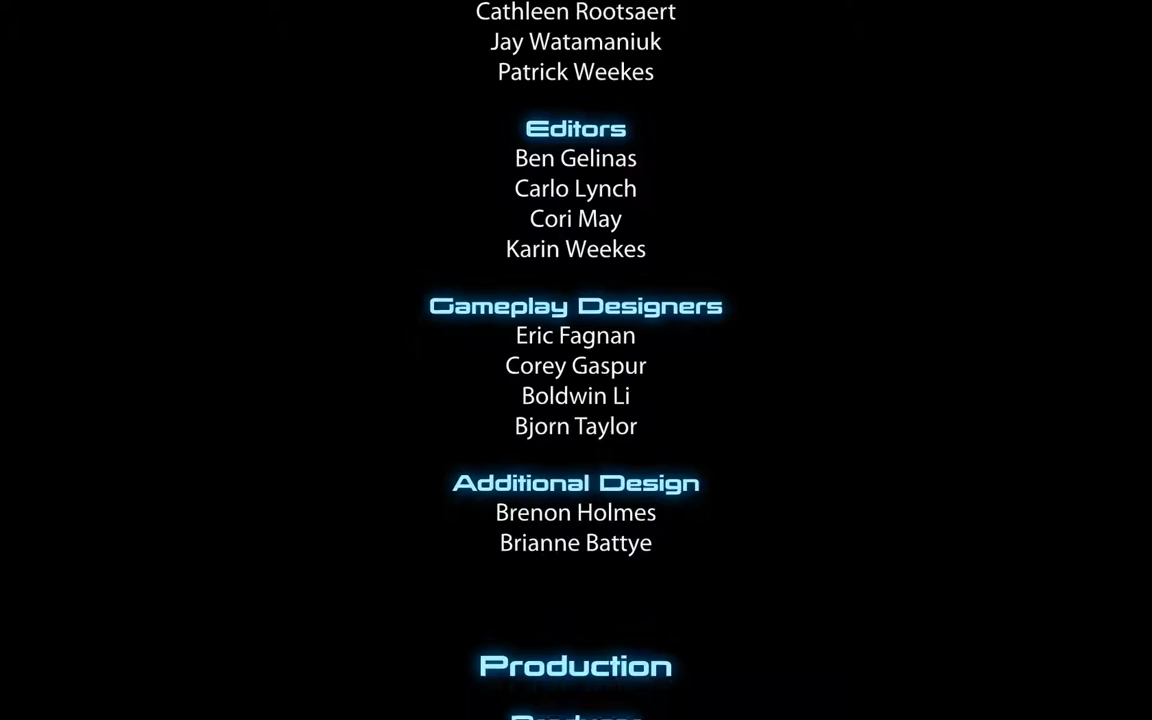 Cathleen Rootsaert
Jay Watamaniuk
Patrick Weekes
Editors
Ben Gelinas
Carlo Lynch
Cori May
Karin Weekes
Gameplay Designers
Eric Fagnan
Corey Gaspur
Boldwin Li
Bjorn Taylor
Additional Design
Brenon Holmes
Brianne Battye
Production